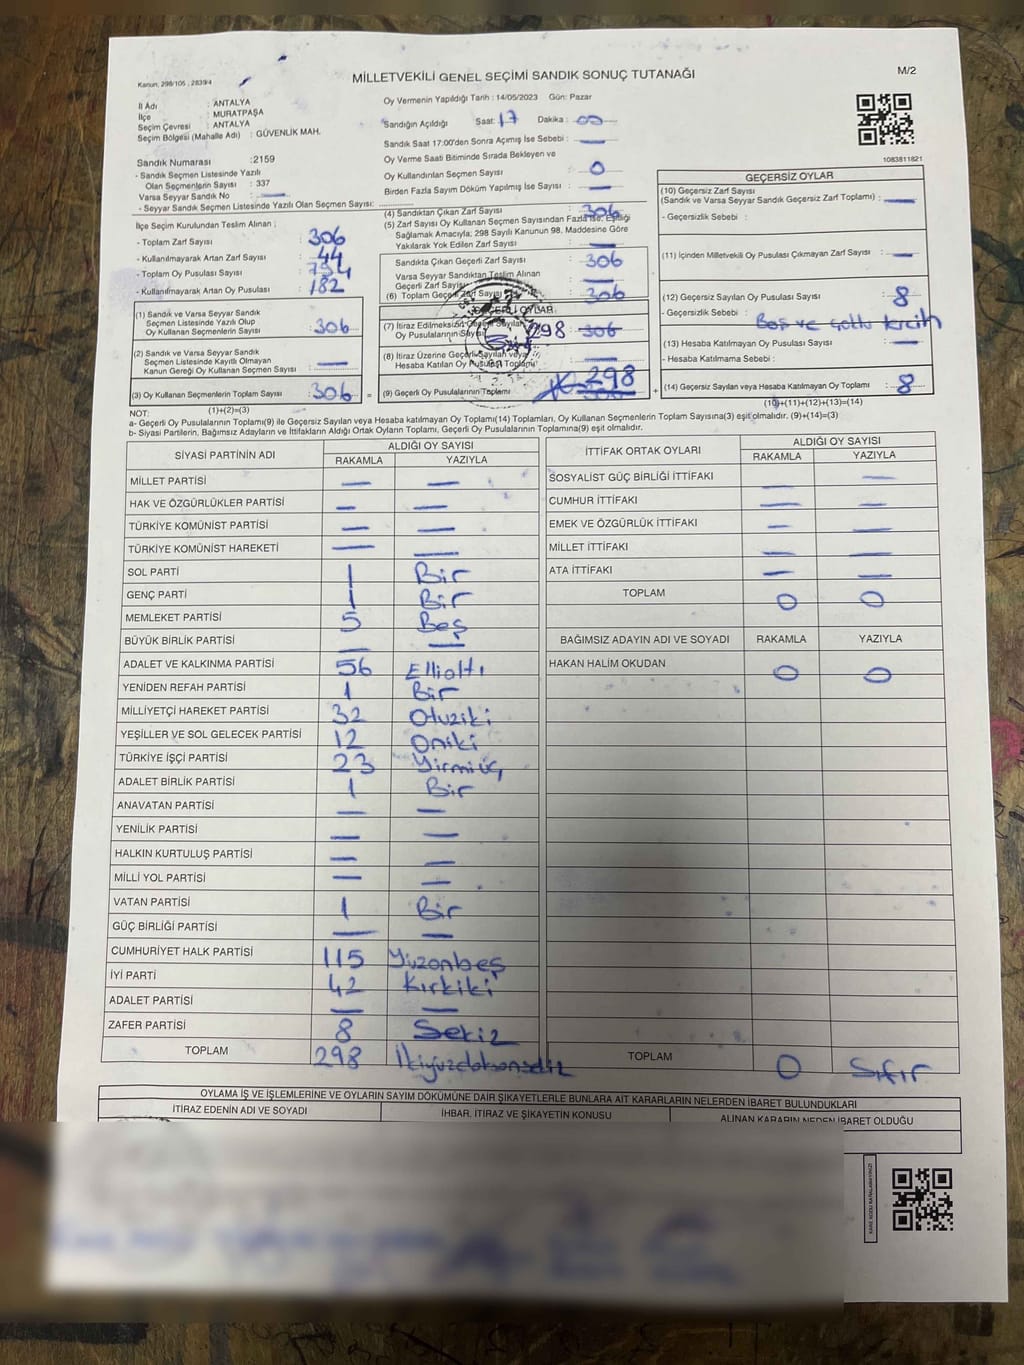 Kanun, 298/105 , 2839/4
MİLLETVEKİLİ GENEL SEÇİMİ SANDIK SONUÇ TUTANAĞI
M/2
İl Adı : ANTALYA
İlçe : MURATPAŞA
Seçim Çevresi : ANTALYA
Seçim Bölgesi (Mahalle Adı) : GÜVENLİK MAH.
Oy Vermenin Yapıldığı Tarih : 14/05/2023 Gün: Pazar
Sandığın Açıldığı Saat: 17 Dakika : 00
Sandık Saat 17:00'den Sonra Açımış İse Sebebi : —
Oy Verme Saati Bitiminde Sırada Bekleyen ve
Oy Kullandırılan Seçmen Sayısı : 0
Birden Fazla Sayım Döküm Yapılmış İse Sayısı : —
1083811821
Sandık Numarası :2159
- Sandık Seçmen Listesinde Yazılı
Olan Seçmenlerin Sayısı : 337
Varsa Seyyar Sandık No : —
- Seyyar Sandık Seçmen Listesinde Yazılı Olan Seçmen Sayısı:
İlçe Seçim Kurulundan Teslim Alınan :
- Toplam Zarf Sayısı : 306
- Kullanılmayarak Artan Zarf Sayısı : 44
- Toplam Oy Pusulası Sayısı
- Kullanılmayarak Artan Oy Pusulası : 182
(1) Sandık ve Varsa Seyyar Sandık
Seçmen Listesinde Yazılı Olup
Oy Kullanan Seçmenlerin Sayısı : 306
(2) Sandık ve Varsa Seyyar Sandık
Seçmen Listesinde Kayıtlı Olmayan
Kanun Gereği Oy Kullanan Seçmen Sayısı : —
(3) Oy Kullanan Seçmenlerin Toplam Sayısı : 306 =
(4) Sandıktan Çıkan Zarf Sayısı : 306
(5) Zarf Sayısı Oy Kullanan Seçmen Sayısından Fazla ise, Eşitliği
Sağlamak Amacıyla; 298 Sayılı Kanunun 98. Maddesine Göre
Yakılarak Yok Edilen Zarf Sayısı : —
Sandıkta Çıkan Geçerli Zarf Sayısı : 306
Varsa Seyyar Sandıktan Teslim Alınan
Geçerli Zarf Sayısı : —
(6) Toplam Geçerli Zarf Sayısı : 306
GEÇERLİ OYLAR
(7) İtiraz Edilmeksizin Geçerli Sayılan
Oy Pusulalarının Sayısı 298 306
(8) İtiraz Üzerine Geçerli Sayılan veya
Hesaba Katılan Oy Pusulası Toplamı : —
(9) Geçerli Oy Pusulalarının Toplamı 298 +
GEÇERSİZ OYLAR
(10) Geçersiz Zarf Sayısı
(Sandık ve Varsa Seyyar Sandık Geçersiz Zarf Toplamı) : —
- Geçersizlik Sebebi :
(11) İçinden Milletvekili Oy Pusulası Çıkmayan Zarf Sayısı : —
(12) Geçersiz Sayılan Oy Pusulası Sayısı : 8
- Geçersizlik Sebebi : Boş ve
(13) Hesaba Katılmayan Oy Pusulası Sayısı : —
- Hesaba Katılmama Sebebi :
(14) Geçersiz Sayılan veya Hesaba Katılmayan Oy Toplamı : 8
NOT: (1)+(2)=(3)
(10)+(11)+(12)+(13)=(14)
a- Geçerli Oy Pusulalarının Toplamı(9) ile Geçersiz Sayılan veya Hesaba katılmayan Oy Toplamı(14) Toplamları, Oy Kullanan Seçmenlerin Toplam Sayısına(3) eşit olmalıdır. (9)+(14)=(3)
b- Siyasi Partilerin, Bağımsız Adayların ve İttifakların Aldığı Ortak Oyların Toplamı, Geçerli Oy Pusulalarının Toplamına(9) eşit olmalıdır.
SİYASİ PARTİNİN ADI ALDIĞI OY SAYISI
RAKAMLA YAZIYLA
MİLLET PARTİSİ — —
HAK VE ÖZGÜRLÜKLER PARTİSİ — —
TÜRKİYE KOMÜNİST PARTİSİ — —
TÜRKİYE KOMÜNİST HAREKETİ — —
SOL PARTİ 1 Bir
GENÇ PARTİ 1 Bir
MEMLEKET PARTİSİ 5 Beş
BÜYÜK BİRLİK PARTİSİ — —
ADALET VE KALKINMA PARTİSİ 56 Ellialtı
YENİDEN REFAH PARTİSİ 1 Bir
MİLLİYETÇİ HAREKET PARTİSİ 32 Otuziki
YEŞİLLER VE SOL GELECEK PARTİSİ 12 Oniki
TÜRKİYE İŞÇİ PARTİSİ 23 Yirmiüç
ADALET BİRLİK PARTİSİ 1 Bir
ANAVATAN PARTİSİ — —
YENİLİK PARTİSİ — —
HALKIN KURTULUŞ PARTİSİ — —
MİLLİ YOL PARTİSİ — —
VATAN PARTİSİ 1 Bir
GÜÇ BİRLİĞİ PARTİSİ — —
CUMHURİYET HALK PARTİSİ 115 Yüzonbeş
İYİ PARTİ 42 Kırkiki
ADALET PARTİSİ — —
ZAFER PARTİSİ 8 Sekiz
TOPLAM 298 İkiyüzdoksansekiz
İTTİFAK ORTAK OYLARI ALDIĞI OY SAYISI
RAKAMLA YAZIYLA
SOSYALİST GÜÇ BİRLİĞİ İTTİFAKI — —
CUMHUR İTTİFAKI — —
EMEK VE ÖZGÜRLÜK İTTİFAKI — —
MİLLET İTTİFAKI — —
ATA İTTİFAKI — —
TOPLAM 0 0
BAĞIMSIZ ADAYIN ADI VE SOYADI RAKAMLA YAZIYLA
HAKAN HALİM OKUDAN 0 0
TOPLAM 0 Sıfır
OYLAMA İŞ VE İŞLEMLERİNE VE OYLARIN SAYIM DÖKÜMÜNE DAİR ŞİKAYETLERLE BUNLARA AİT KARARLARIN NELERDEN İBARET BULUNDUKLARI
İTİRAZ EDENİN ADI VE SOYADI İHBAR, İTİRAZ VE ŞİKAYETİN KONUSU ALINAN KARARIN NEDEN İBARET OLDUĞU